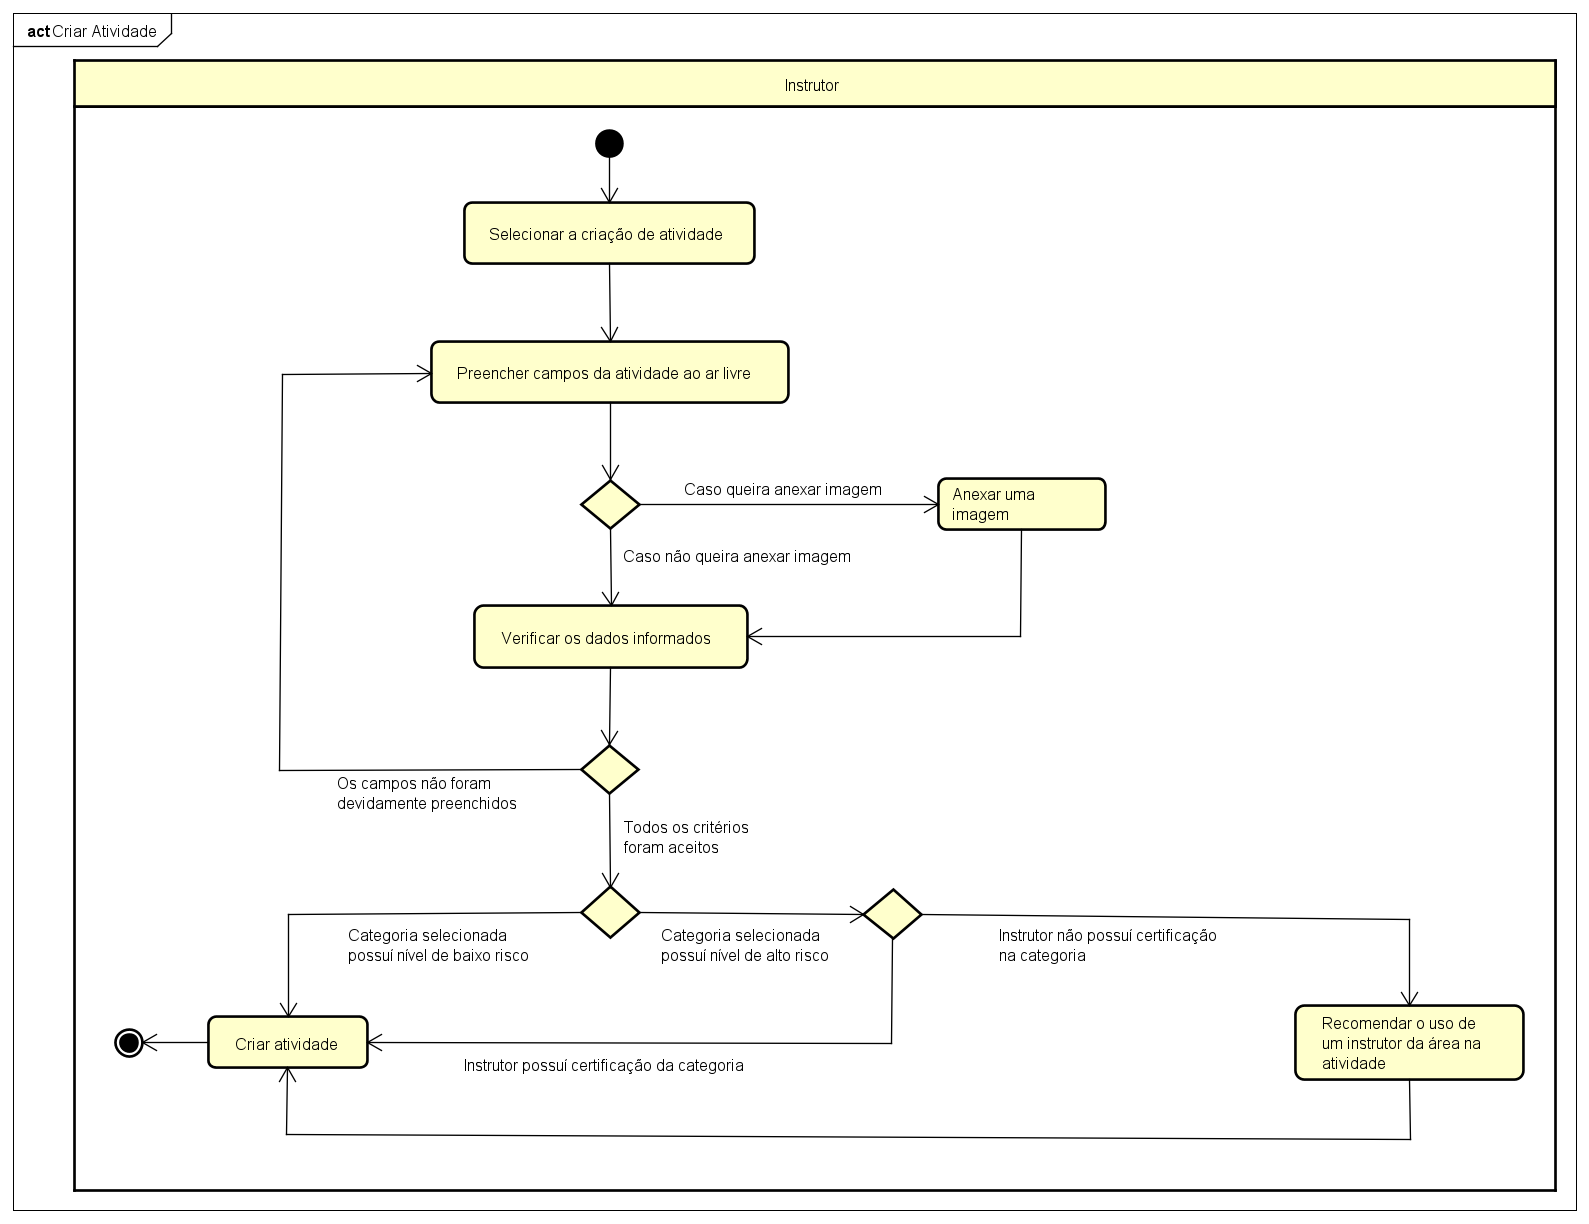 act Criar Atividade
Instrutor
Selecionar a criação de atividade
Preencher campos da atividade ao ar livre
Caso queira anexar imagem
Anexar uma
imagem
Caso não queira anexar imagem
Verificar os dados informados
Os campos não foram
devidamente preenchidos
Todos os critérios
foram aceitos
Categoria selecionada
possuí nível de baixo risco
Categoria selecionada
possuí nível de alto risco
Instrutor não possuí certificação
na categoria
Criar atividade
Instrutor possuí certificação da categoria
Recomendar o uso de
um instrutor da área na
atividade